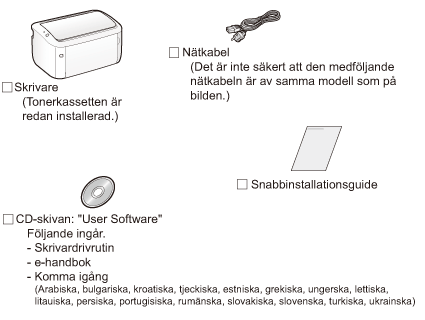 Skrivare
(Tonerkassetten är
redan installerad.)
Nätkabel
(Det är inte säkert att den medföljande
nätkabeln är av samma modell som på
bilden.)
Snabbinstallationsguide
CD-skivan: "User Software"
Följande ingår.
- Skrivardrivrutin
- e-handbok
- Komma igång
(Arabiska, bulgariska, kroatiska, tjeckiska, estniska, grekiska, ungerska, lettiska,
litauiska, persiska, portugisiska, rumänska, slovakiska, slovenska, turkiska, ukrainska)